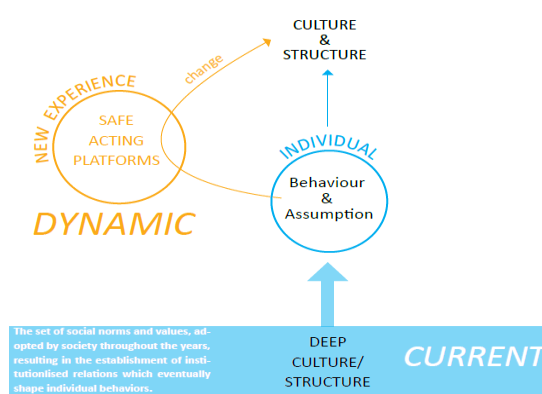 CULTURE
&
STRUCTURE
change
NEW EXPERIENCE
SAFE
ACTING
PLATFORMS
DYNAMIC
INDIVIDUAL
Behaviour
&
Assumption
The set of social norms and values, ad-
opted by society throughout the years,
resulting in the establishment of insti-
tutionlised relations which eventually
shape individual behaviors.
DEEP
CULTURE/
STRUCTURE
CURRENT